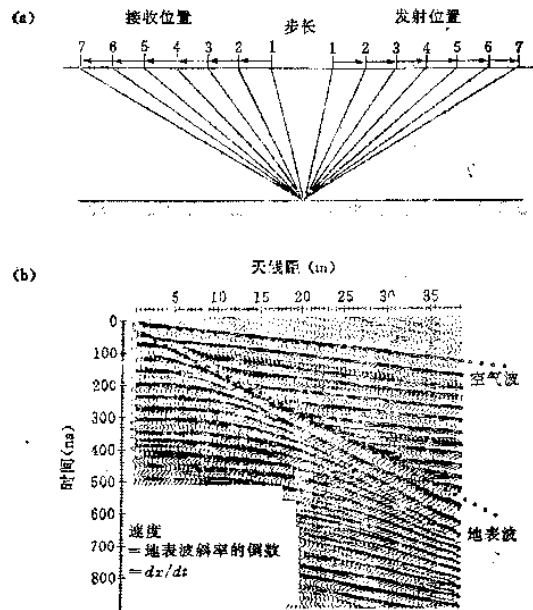 (a)
接收位置 步长 发射位置
7 6 5 4 3 2 1 1 2 3 4 5 6 7
(b)
天线距 (m)
5 10 15 20 25 30 35
0
100
200
300
400
500
600
700
800
时间(ns)
空气波
地表波
速度
=地表波斜率的倒数
=dx/dt